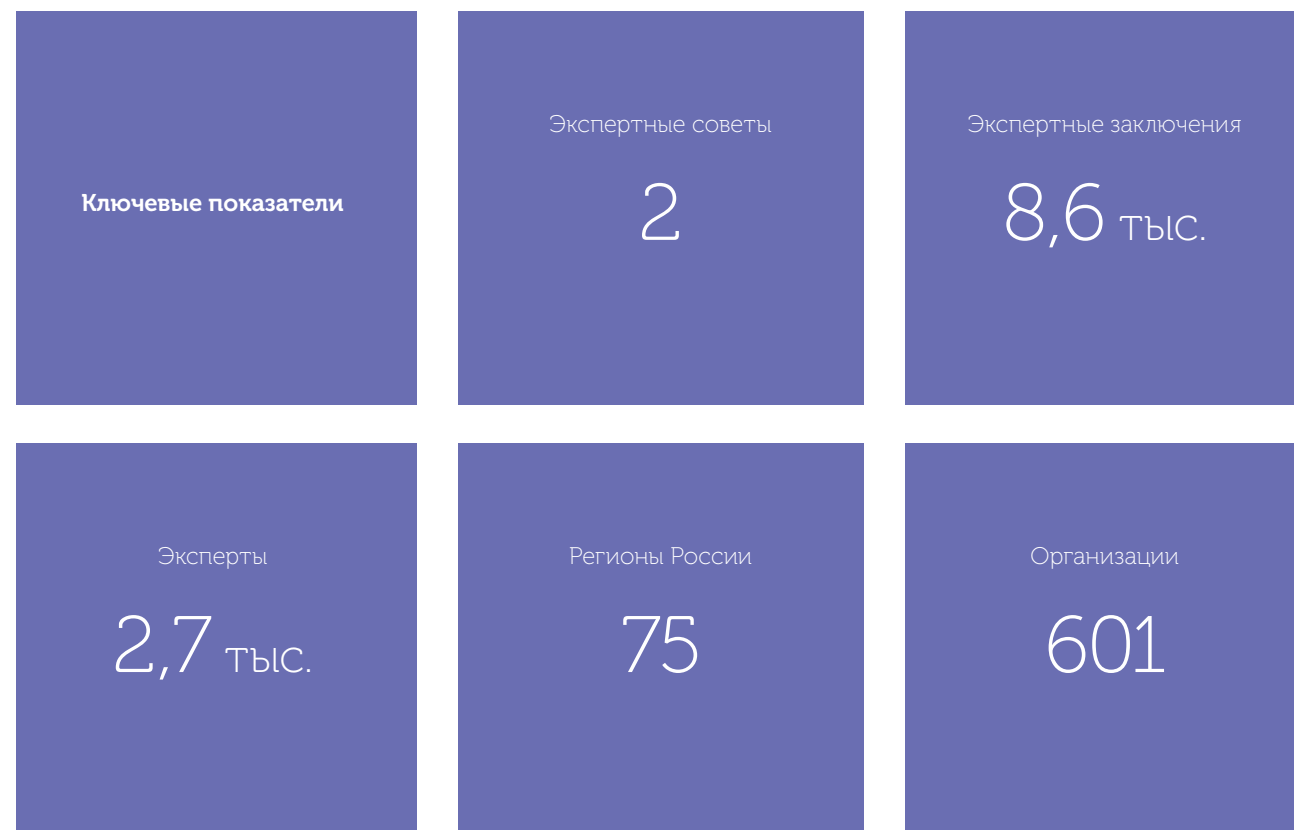 Ключевые показатели
Экспертные советы
2
Экспертные заключения
8,6 тыс.
Эксперты
2,7 тыс.
Регионы России
75
Организации
601